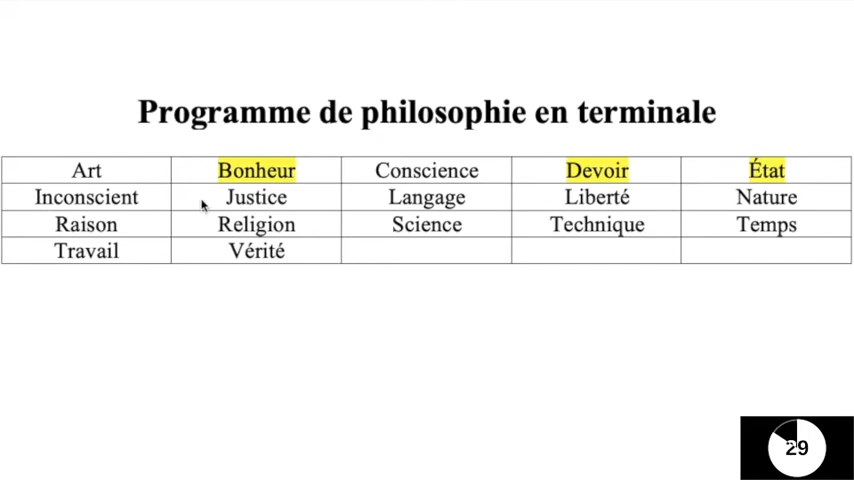 Programme de philosophie en terminale
Art Bonheur Conscience Devoir État
Inconscient Justice Langage Liberté Nature
Raison Religion Science Technique Temps
Travail Vérité
29